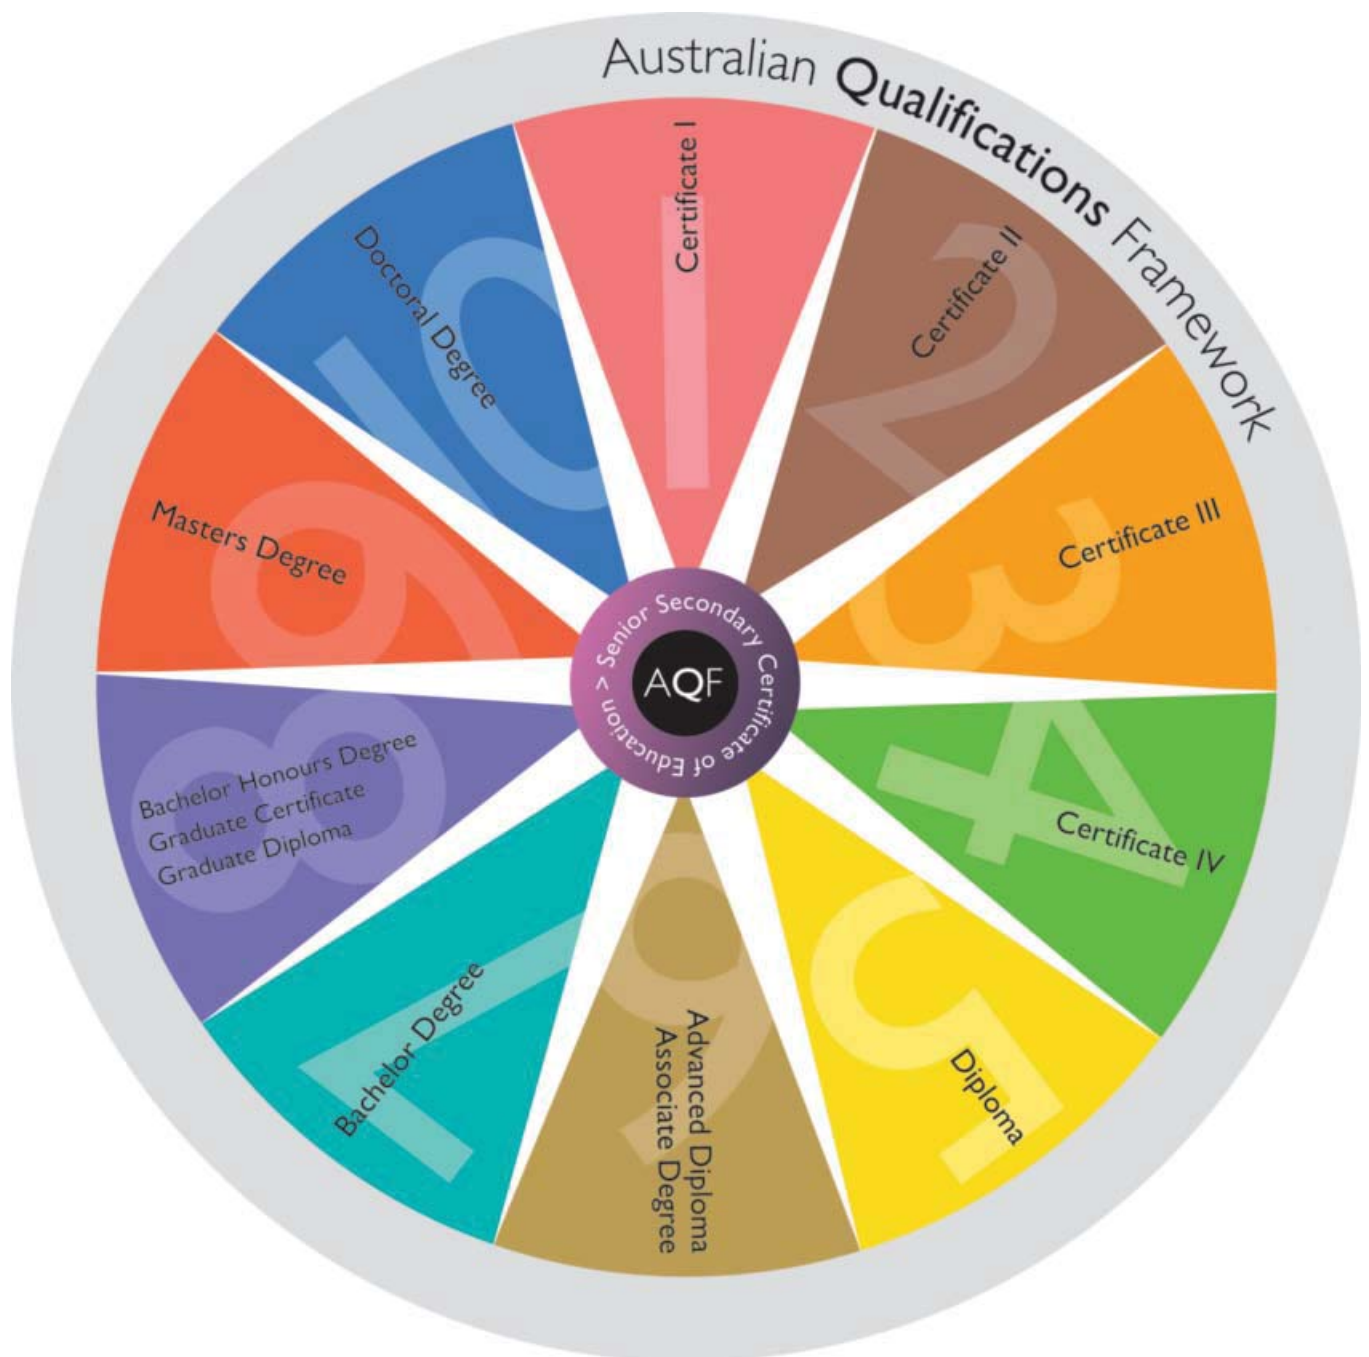 Australian Qualifications Framework
1
Certificate I
2
Certificate II
3
Certificate III
4
Certificate IV
5
Diploma
6
Advanced Diploma
Associate Degree
7
Bachelor Degree
8
Bachelor Honours Degree
Graduate Certificate
Graduate Diploma
9
Masters Degree
10
Doctoral Degree
Senior Secondary Certificate of Education >
AQF